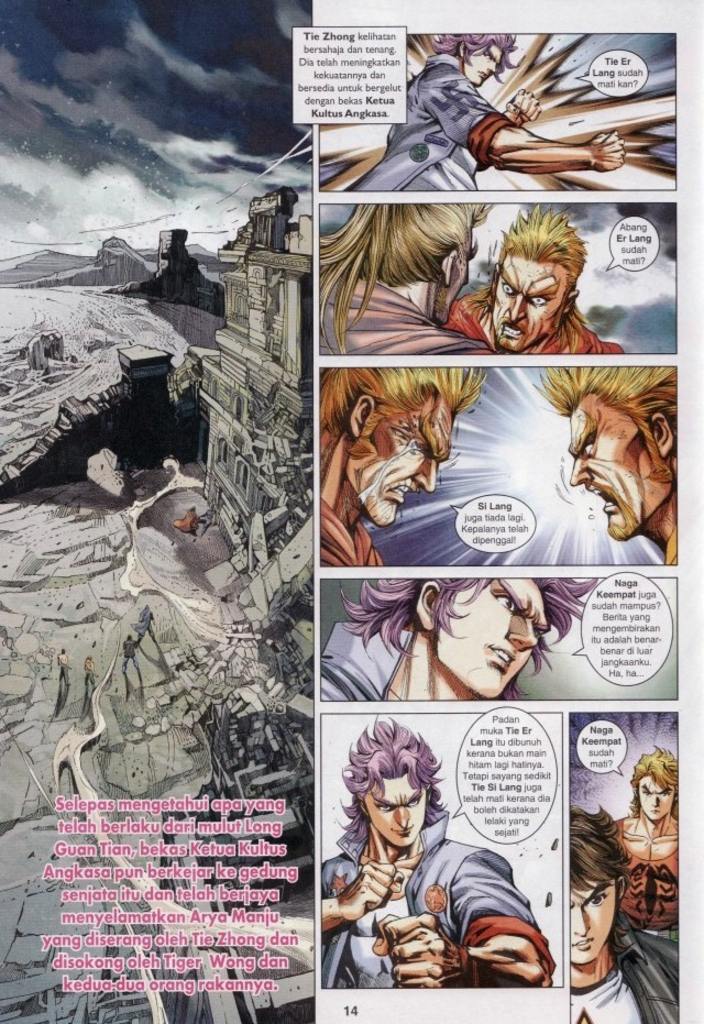 Tie Zhong kelihatan
bersahaja dan tenang.
Dia telah meningkatkan
kekuatannya dan
bersedia untuk bergelut
dengan bekas Ketua
Kultus Angkasa.
Tie Er
Lang sudah
mati kan?
Abang
Er Lang
sudah
mati?
Si Lang
juga tiada lagi.
Kepalanya telah
dipenggal!
Naga
Keempat juga
sudah mampus?
Berita yang
mengembirakan
itu adalah benar-
benar di luar
jangkaanku.
Ha, ha...
Padan
muka Tie Er
Lang itu dibunuh
kerana bukan main
hitam lagi hatinya.
Tetapi sayang sedikit
Tie Si Lang juga
telah mati kerana dia
boleh dikatakan
lelaki yang
sejati!
Naga
Keempat
sudah
mati?
Selepas mengetahui apa yang
telah berlaku dari mulut Long
Guan Tian, bekas Ketua Kultus
Angkasa pun berkejar ke gedung
senjata itu dan telah berjaya
menyelamatkan Arya Manju
yang diserang oleh Tie Zhong dan
disokong oleh Tiger Wong dan
kedua-dua orang rakannya.
14